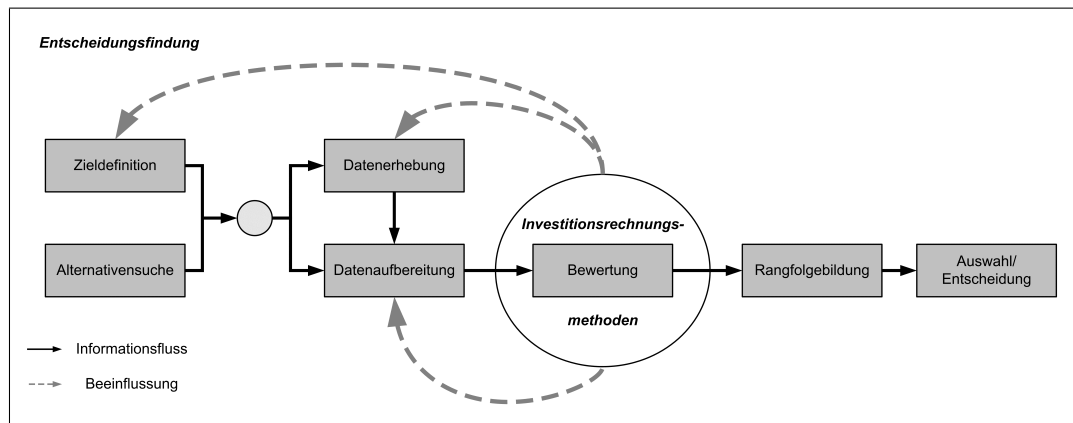 Entscheidungsfindung
Zieldefinition
Datenerhebung
Investitionsrechnungs-
Alternativensuche
Datenaufbereitung
Bewertung
Rangfolgebildung
Auswahl/
Entscheidung
methoden
Informationsfluss
Beeinflussung